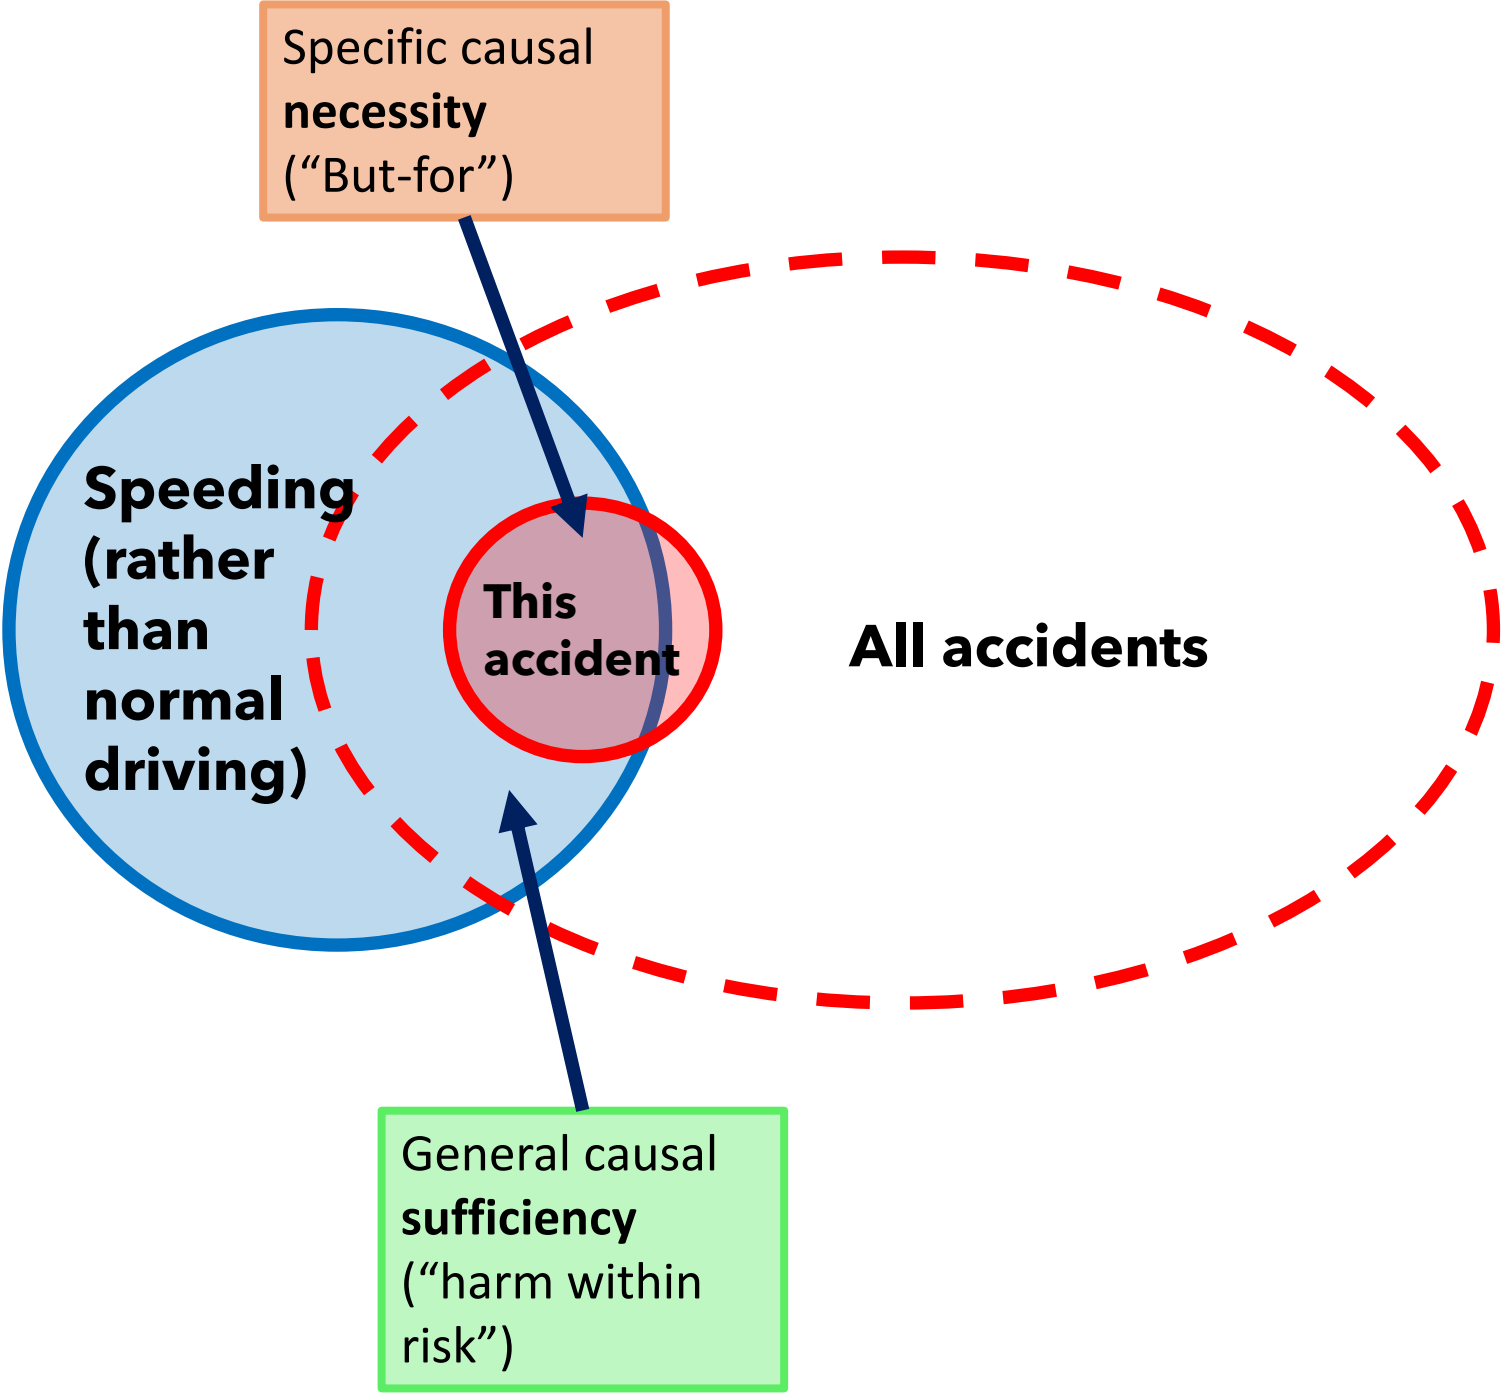 Specific causal
necessity
(“But-for”)
Speeding
(rather
than
normal
driving)
This
accident
All accidents
General causal
sufficiency
(“harm within
risk”)